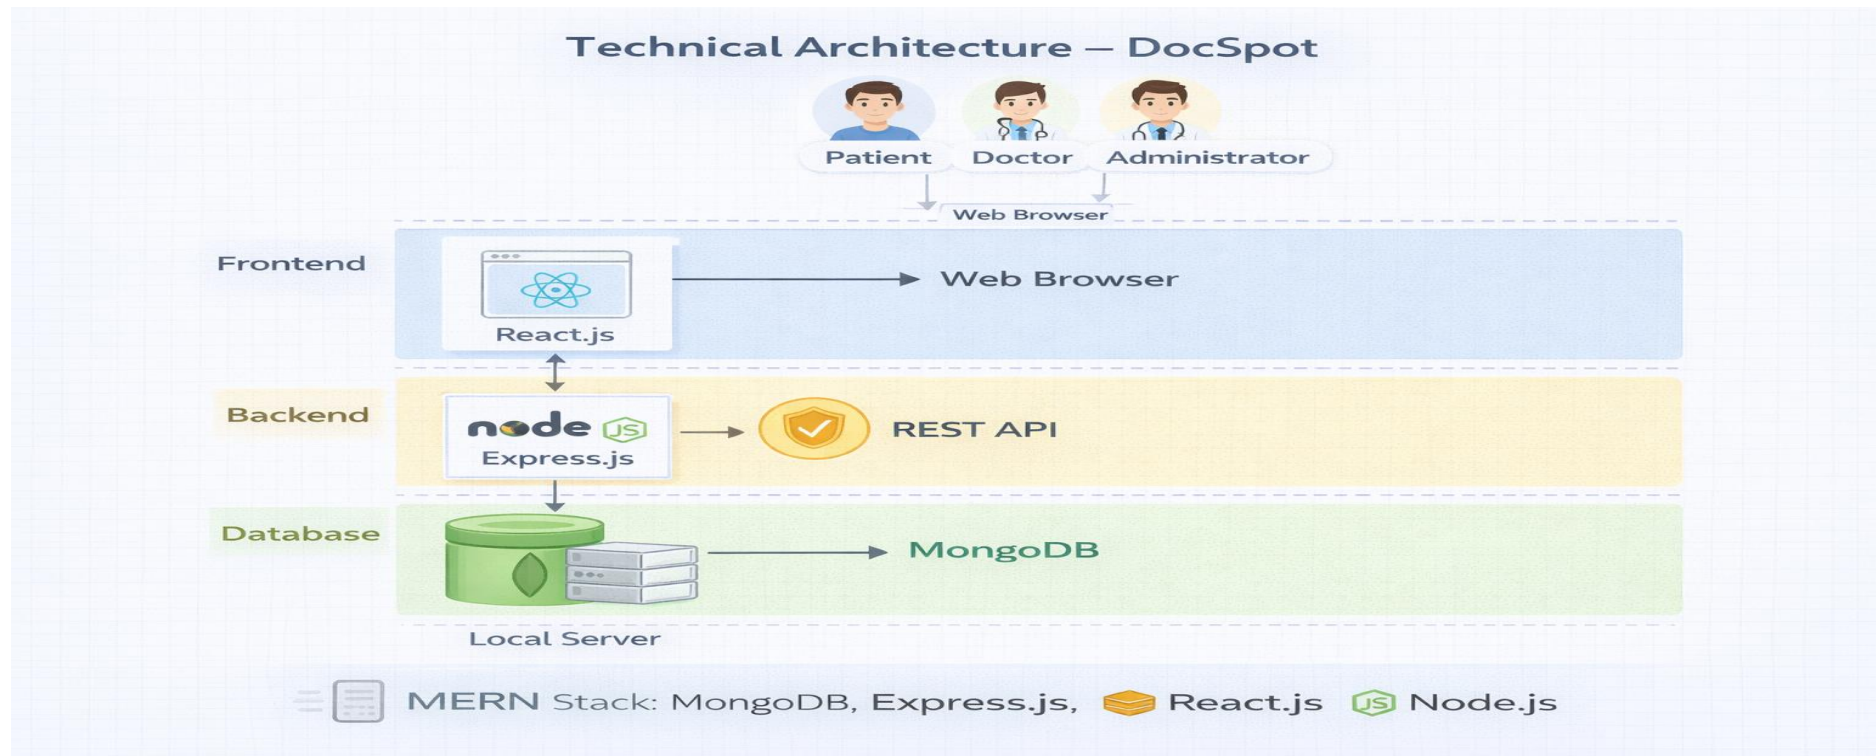 Technical Architecture – DocSpot
Patient Doctor Administrator
Web Browser
Frontend
Web Browser
React.js
Backend
node JS
Express.js
REST API
Database
MongoDB
Local Server
MERN Stack: MongoDB, Express.js, React.js JS Node.js